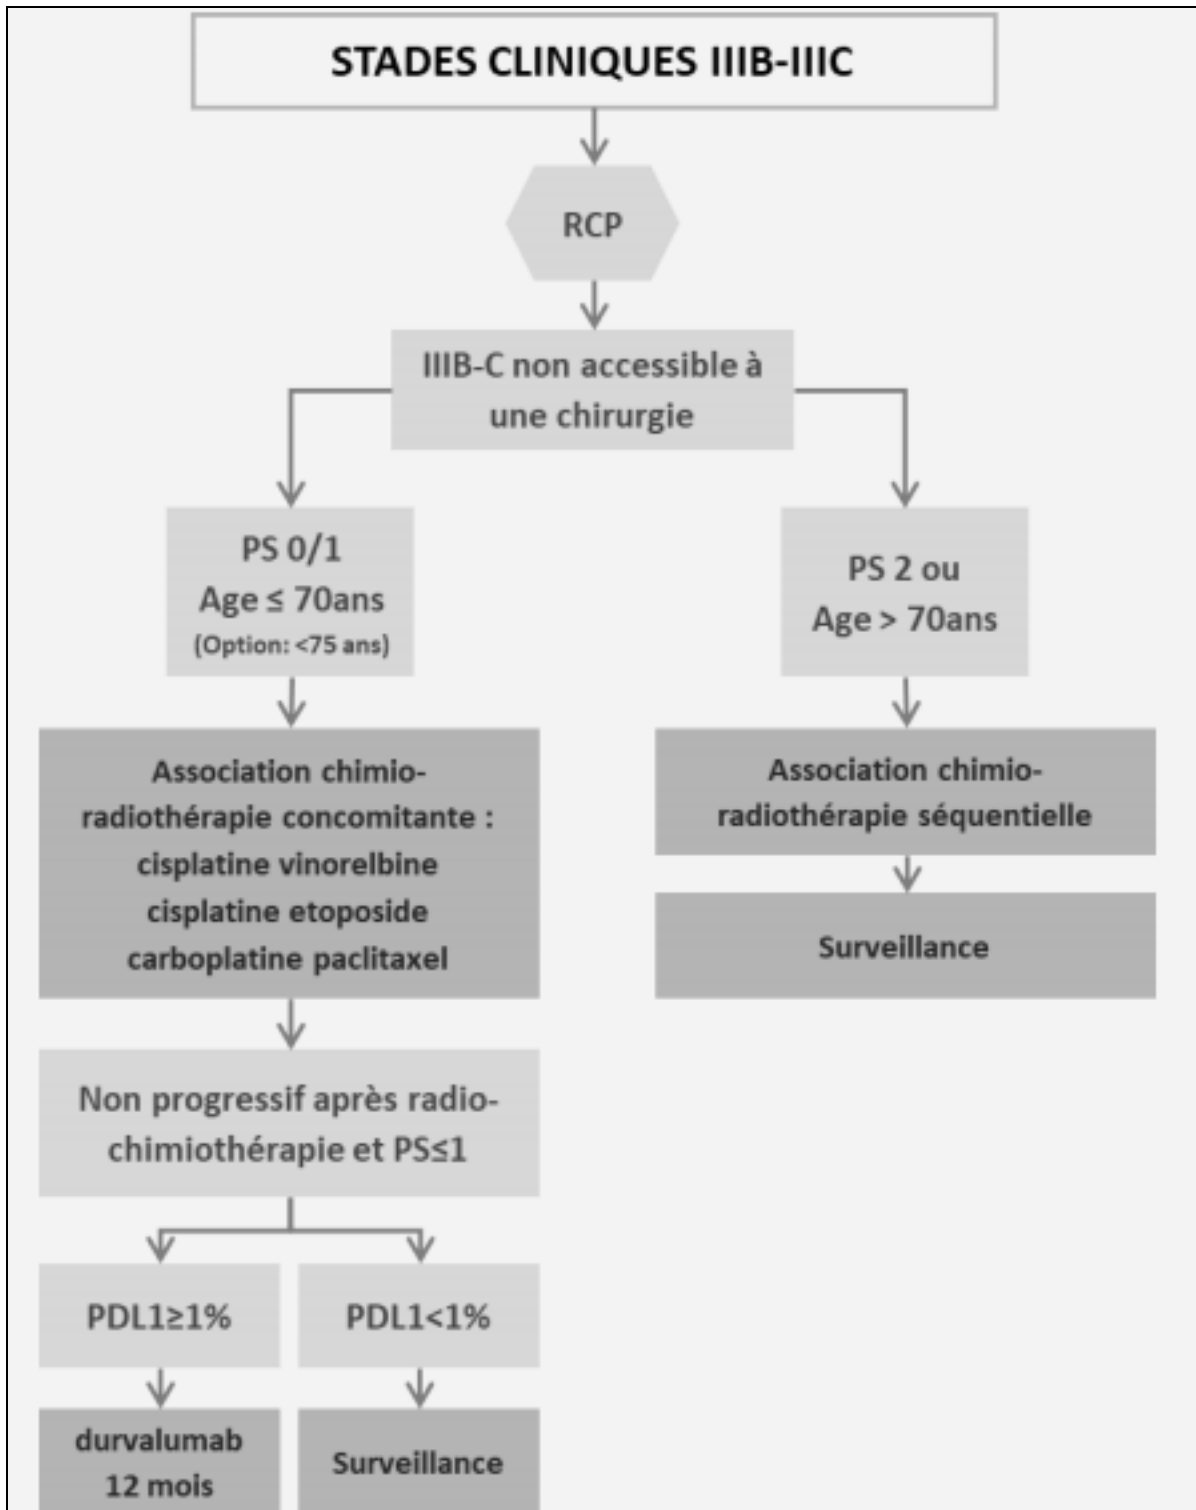 STADES CLINIQUES IIIB-IIIC
RCP
IIIB-C non accessible à
une chirurgie
PS 0/1
Age ≤ 70ans
(Option: <75 ans)
PS 2 ou
Age > 70ans
Association chimio-
radiothérapie concomitante :
cisplatine vinorelbine
cisplatine etoposide
carboplatine paclitaxel
Association chimio-
radiothérapie séquentielle
Surveillance
Non progressif après radio-
chimiothérapie et PS≤1
PDL1≥1%
PDL1<1%
durvalumab
12 mois
Surveillance